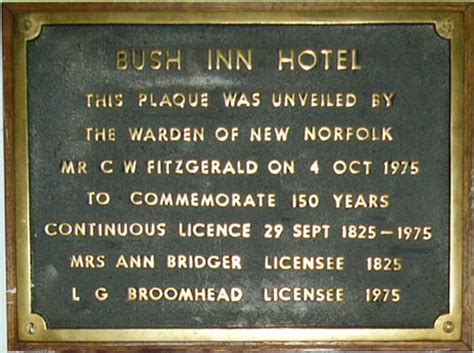 BUSH INN HOTEL
THIS PLAQUE WAS UNVEILED BY
THE WARDEN OF NEW NORFOLK
MR C W FITZGERALD ON 4 OCT 1975
TO COMMEMORATE 150 YEARS
CONTINUOUS LICENCE 29 SEPT 1825-1975
MRS ANN BRIDGER LICENSEE 1825
L G BROOMHEAD LICENSEE 1975